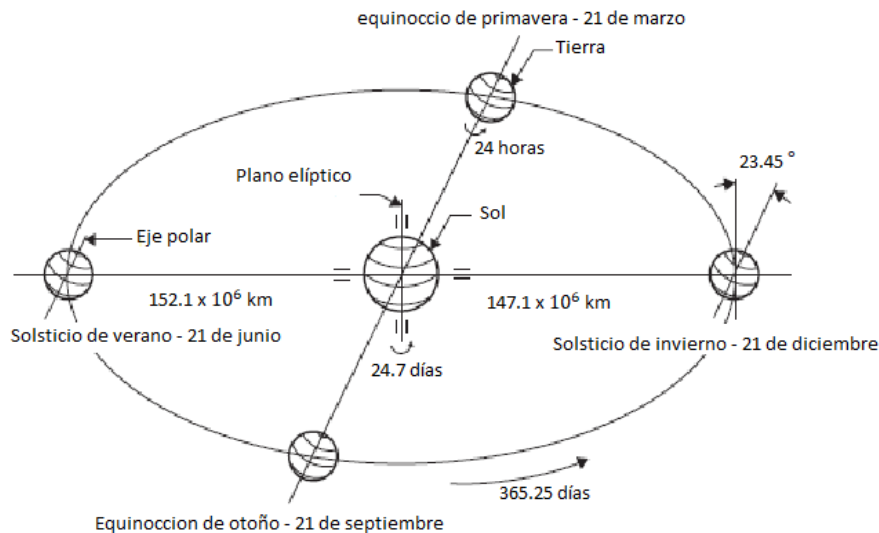 equinoccio de primavera - 21 de marzo
Tierra
24 horas
23.45 °
Plano elíptico
Sol
Eje polar
152.1 x 10⁶ km
147.1 x 10⁶ km
Solsticio de verano - 21 de junio
Solsticio de invierno - 21 de diciembre
24.7 días
365.25 días
Equinoccion de otoño - 21 de septiembre